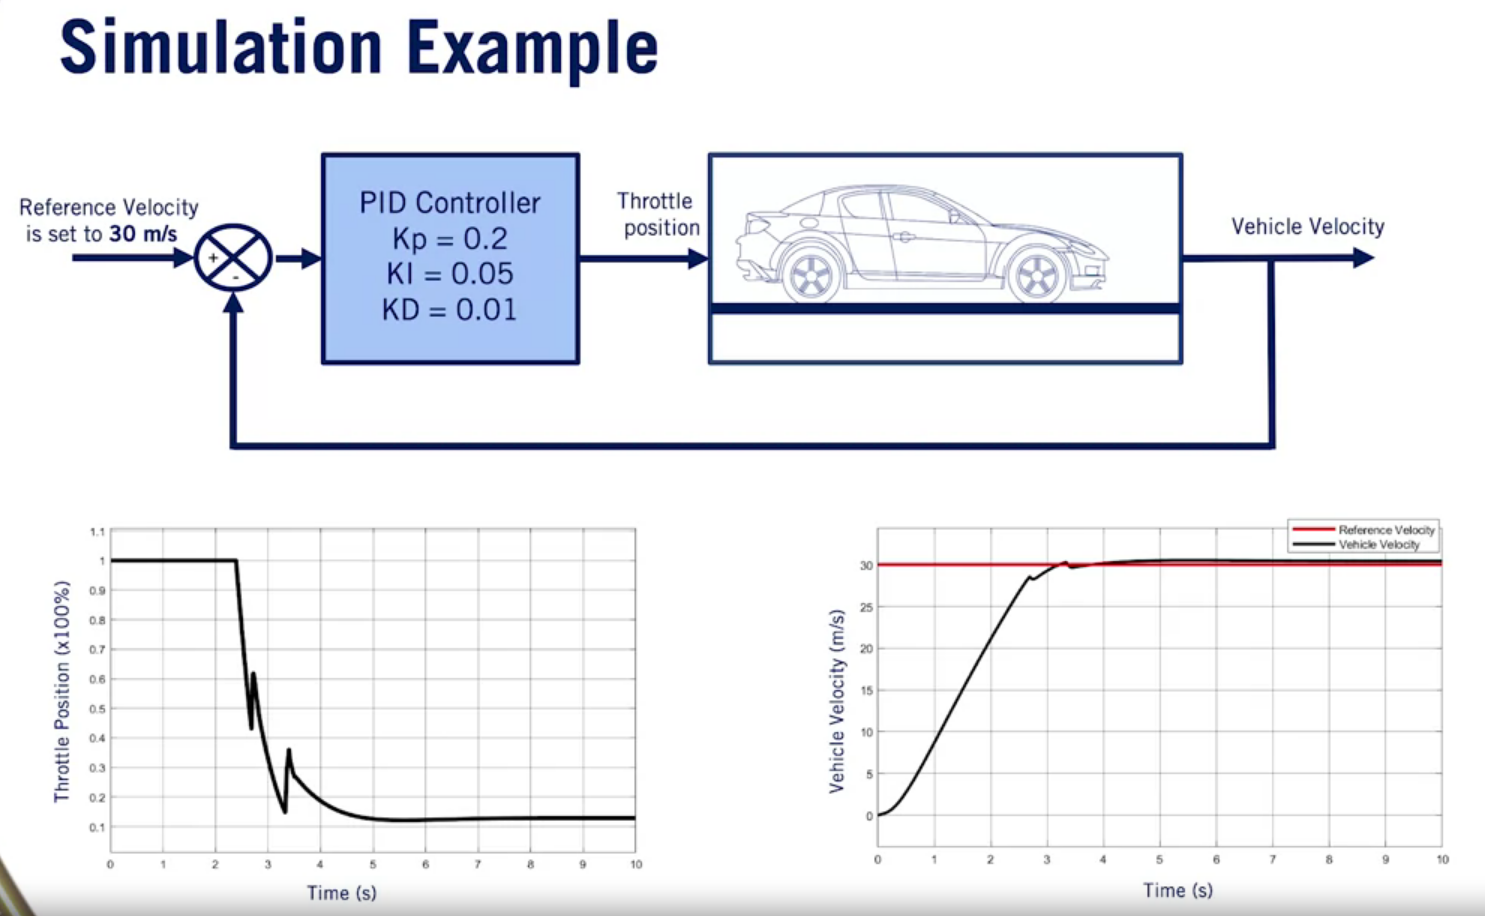 Simulation Example
Reference Velocity
is set to 30 m/s
+
-
PID Controller
Kp = 0.2
KI = 0.05
KD = 0.01
Throttle
position
Vehicle Velocity
Throttle Position (x100%)
1.1
1
0.9
0.8
0.7
0.6
0.5
0.4
0.3
0.2
0.1
0 1 2 3 4 5 6 7 8 9 10
Time (s)
Reference Velocity
Vehicle Velocity
Vehicle Velocity (m/s)
30
25
20
15
10
5
0
0 1 2 3 4 5 6 7 8 9 10
Time (s)